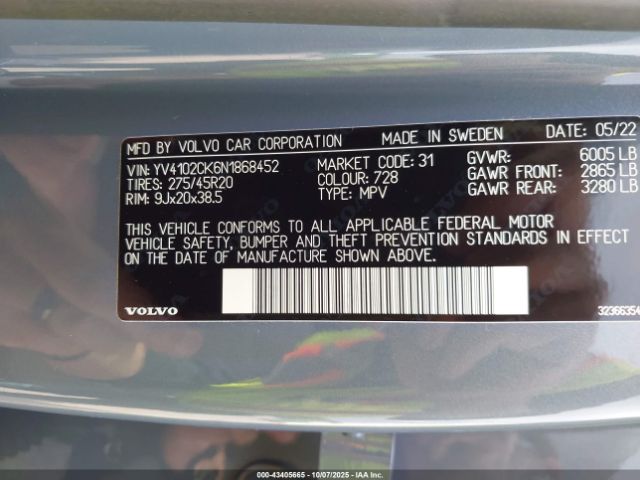 MFD BY VOLVO CAR CORPORATION MADE IN SWEDEN DATE: 05/22
VIN: YV4102CK6N1868452 MARKET CODE: 31 GVWR: 6005 LB
TIRES: 275/45R20 COLOUR: 728 GAWR FRONT: 2865 LB
RIM: 9Jx20x38.5 TYPE: MPV GAWR REAR: 3280 LB
THIS VEHICLE CONFORMS TO ALL APPLICABLE FEDERAL MOTOR
VEHICLE SAFETY, BUMPER AND THEFT PREVENTION STANDARDS IN EFFECT
ON THE DATE OF MANUFACTURE SHOWN ABOVE.
VOLVO 32366354
000-43405665 - 10/07/2025 - © IAA Inc.